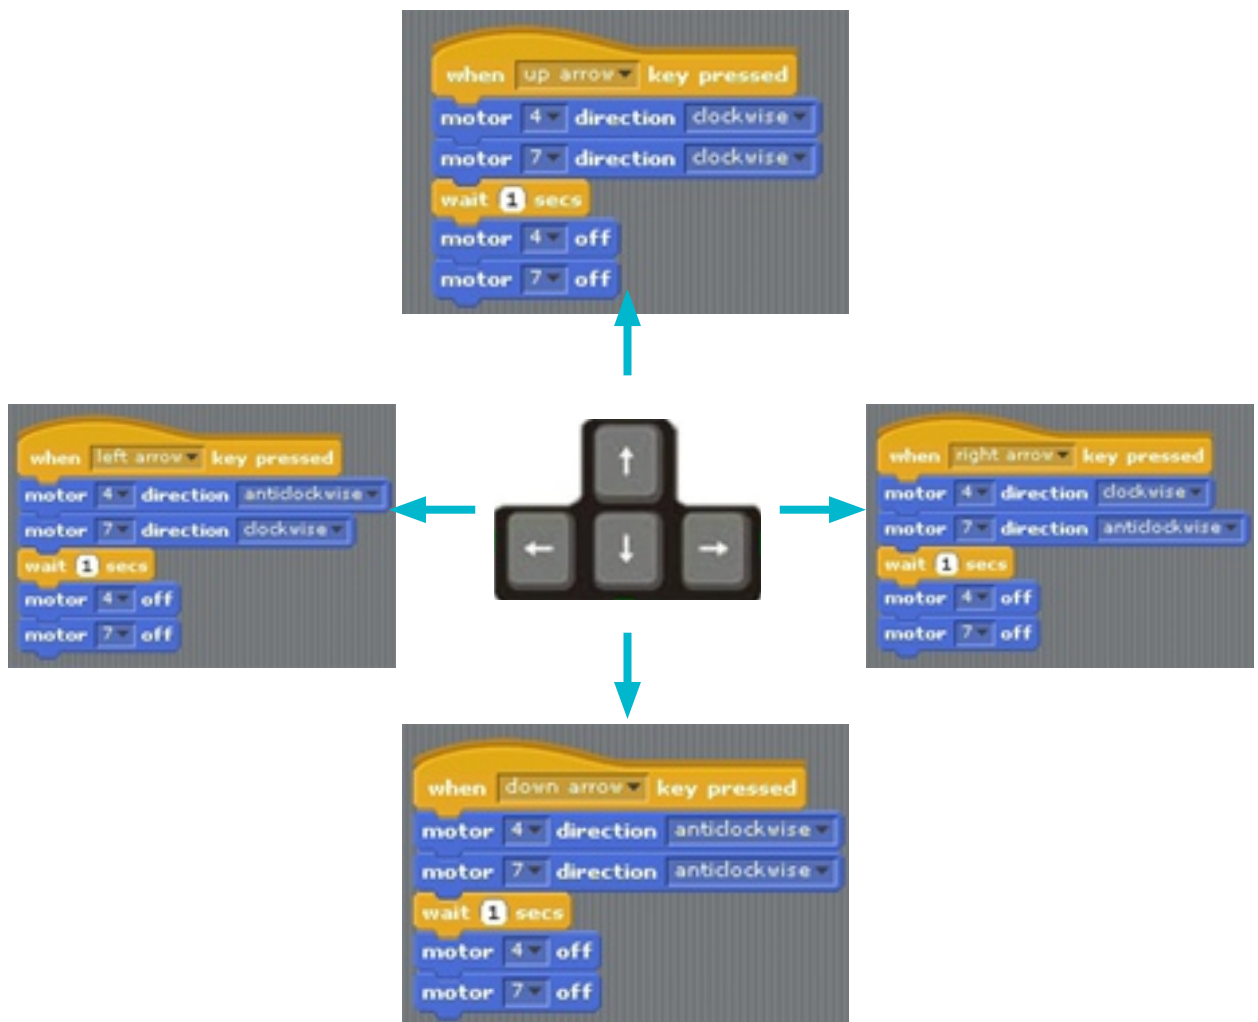 when up arrow key pressed
motor 4 direction clockwise
motor 7 direction clockwise
wait 1 secs
motor 4 off
motor 7 off
when left arrow key pressed
motor 4 direction anticlockwise
motor 7 direction clockwise
wait 1 secs
motor 4 off
motor 7 off
↑
← ↓ →
when right arrow key pressed
motor 4 direction clockwise
motor 7 direction anticlockwise
wait 1 secs
motor 4 off
motor 7 off
when down arrow key pressed
motor 4 direction anticlockwise
motor 7 direction anticlockwise
wait 1 secs
motor 4 off
motor 7 off